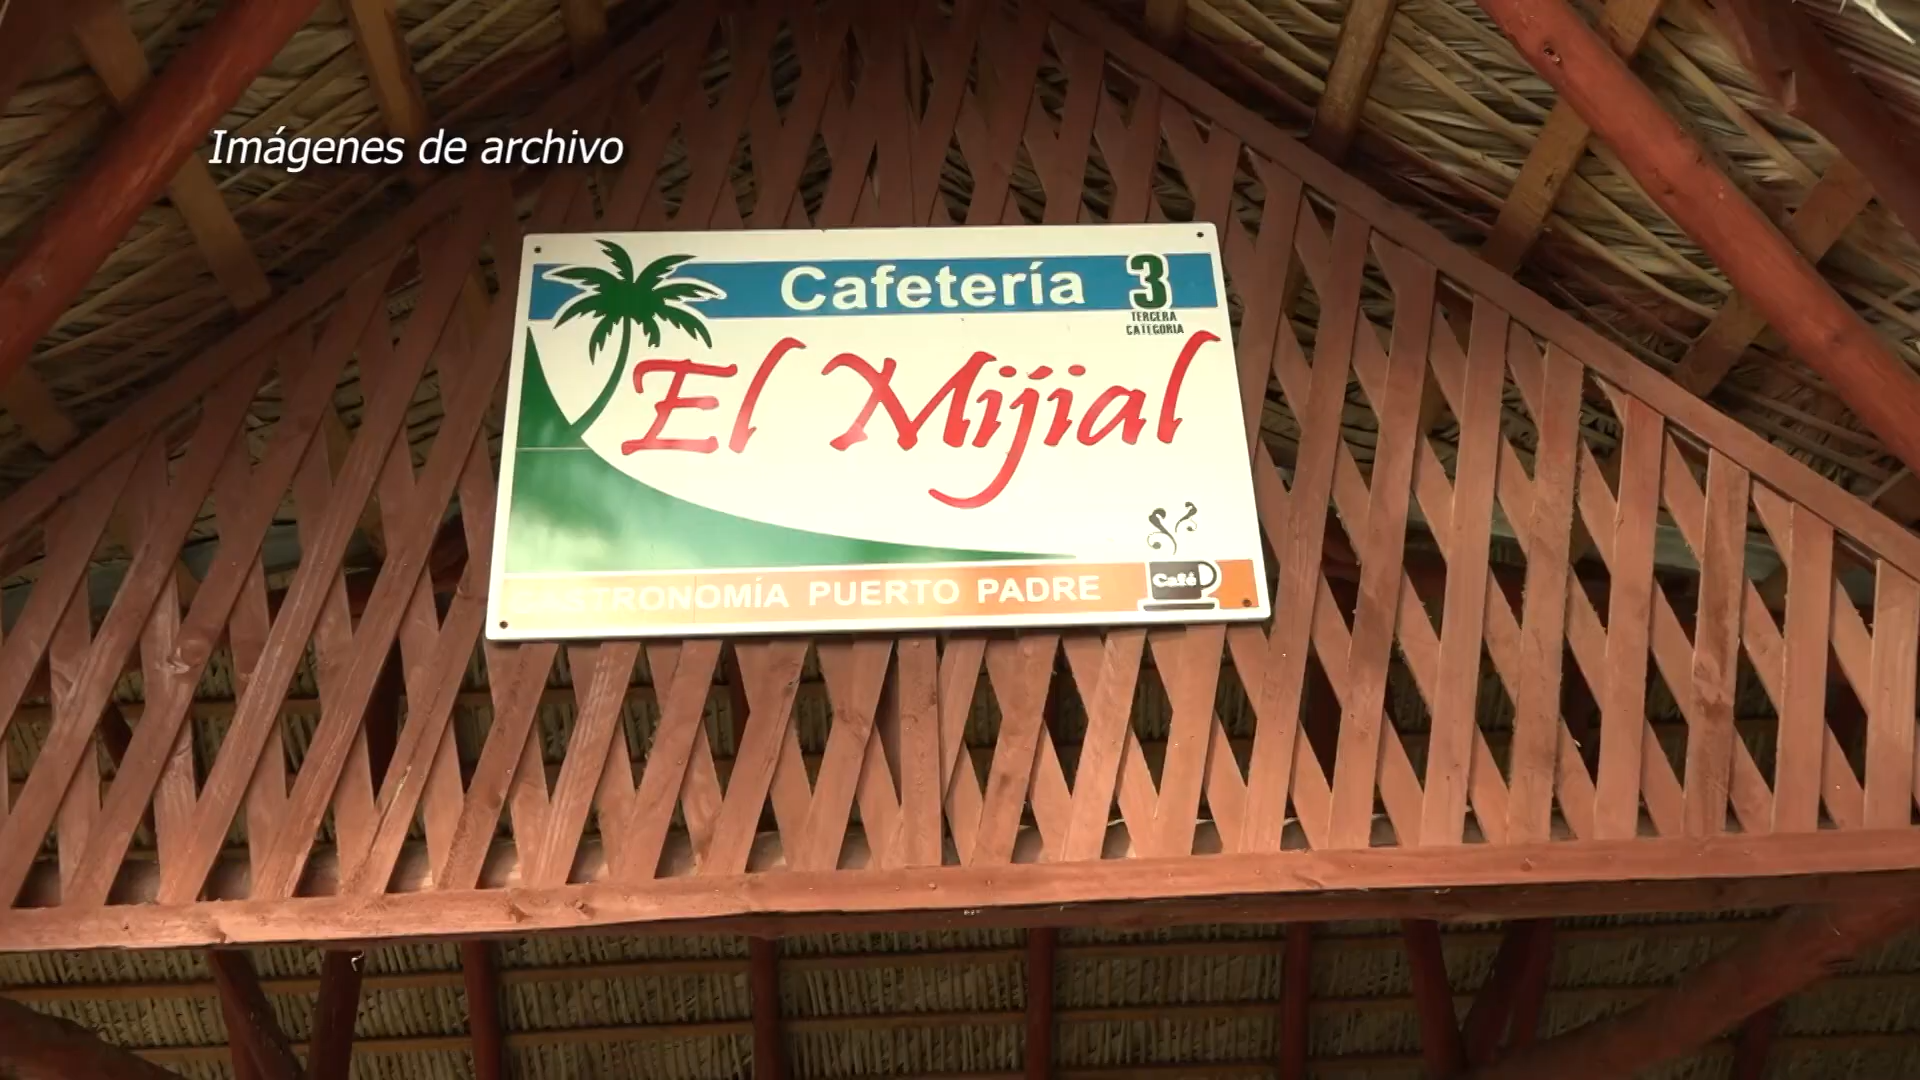 Imágenes de archivo
Cafetería
3
TERCERA
CATEGORIA
El Mijial
GASTRONOMÍA PUERTO PADRE
Café